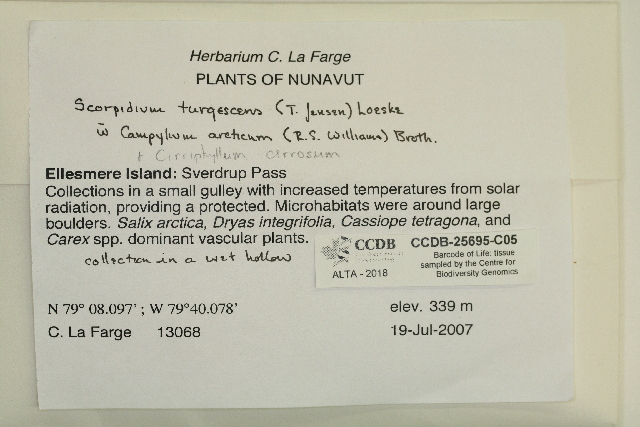 Herbarium C. La Farge
PLANTS OF NUNAVUT
Scorpidium turgescens (T. Jensen) Loeske
w̄ Campylium arcticum (R.S. Williams) Broth.
+ Cirriphyllum cirrosum
Ellesmere Island: Sverdrup Pass
Collections in a small gulley with increased temperatures from solar
radiation, providing a protected. Microhabitats were around large
boulders. Salix arctica, Dryas integrifolia, Cassiope tetragona, and
Carex spp. dominant vascular plants.
collection in a wet hollow
CCDB
ALTA - 2018
CCDB-25695-C05
Barcode of Life: tissue
sampled by the Centre for
Biodiversity Genomics
N 79° 08.097' ; W 79°40.078'
elev. 339 m
C. La Farge 13068
19-Jul-2007